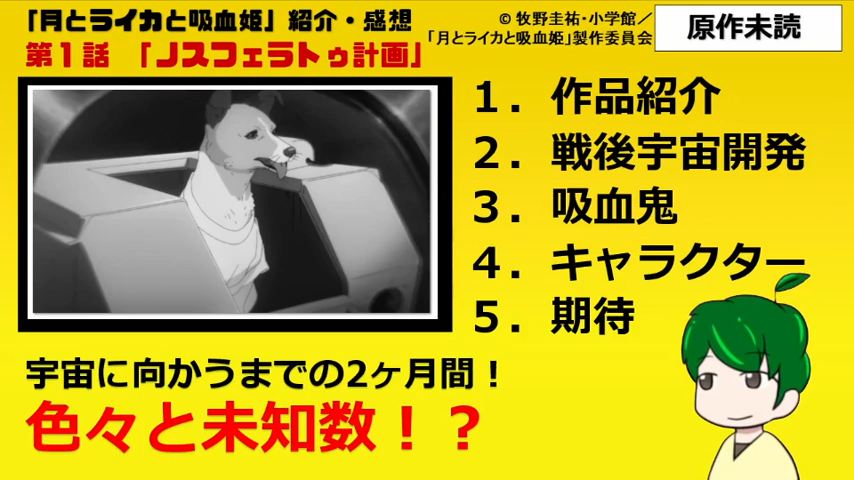 「月とライカと吸血姫」紹介・感想
第１話 「ノスフェラトゥ計画」
© 牧野圭祐・小学館／
「月とライカと吸血姫」製作委員会
原作未読
１．作品紹介
２．戦後宇宙開発
３．吸血鬼
４．キャラクター
５．期待
宇宙に向かうまでの2ヶ月間！
色々と未知数！？